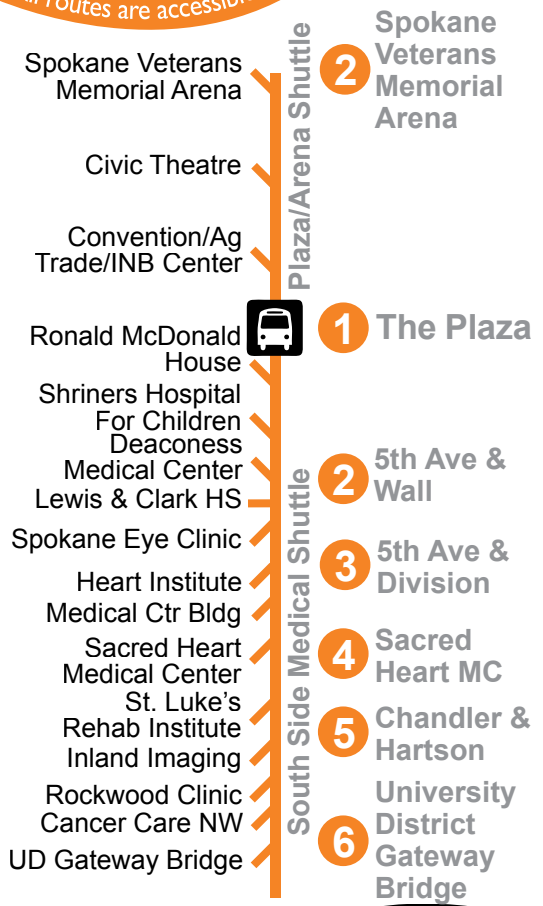 routes are accessible
Spokane Veterans
Memorial Arena
Civic Theatre
Convention/Ag
Trade/INB Center
Ronald McDonald
House
Shriners Hospital
For Children
Deaconess
Medical Center
Lewis & Clark HS
Spokane Eye Clinic
Heart Institute
Medical Ctr Bldg
Sacred Heart
Medical Center
St. Luke's
Rehab Institute
Inland Imaging
Rockwood Clinic
Cancer Care NW
UD Gateway Bridge
Plaza/Arena Shuttle
South Side Medical Shuttle
2 Spokane
Veterans
Memorial
Arena
1 The Plaza
2 5th Ave &
Wall
3 5th Ave &
Division
4 Sacred
Heart MC
5 Chandler &
Hartson
6 University
District
Gateway
Bridge